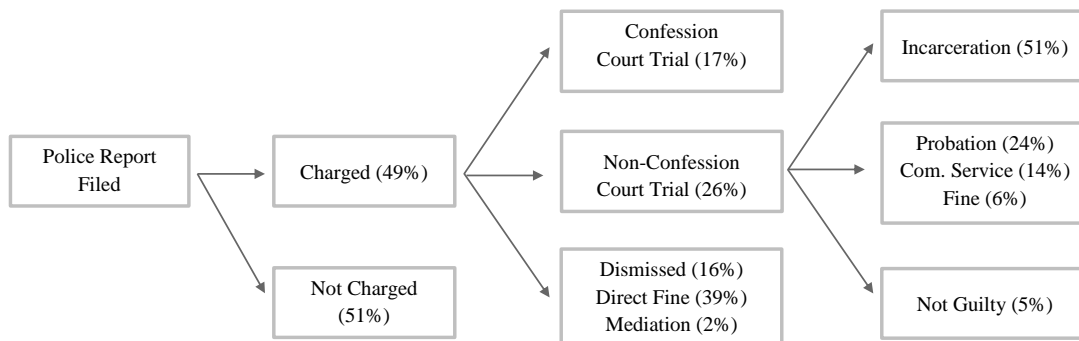 Police Report
Filed
Charged (49%)
Not Charged
(51%)
Confession
Court Trial (17%)
Non-Confession
Court Trial (26%)
Dismissed (16%)
Direct Fine (39%)
Mediation (2%)
Incarceration (51%)
Probation (24%)
Com. Service (14%)
Fine (6%)
Not Guilty (5%)